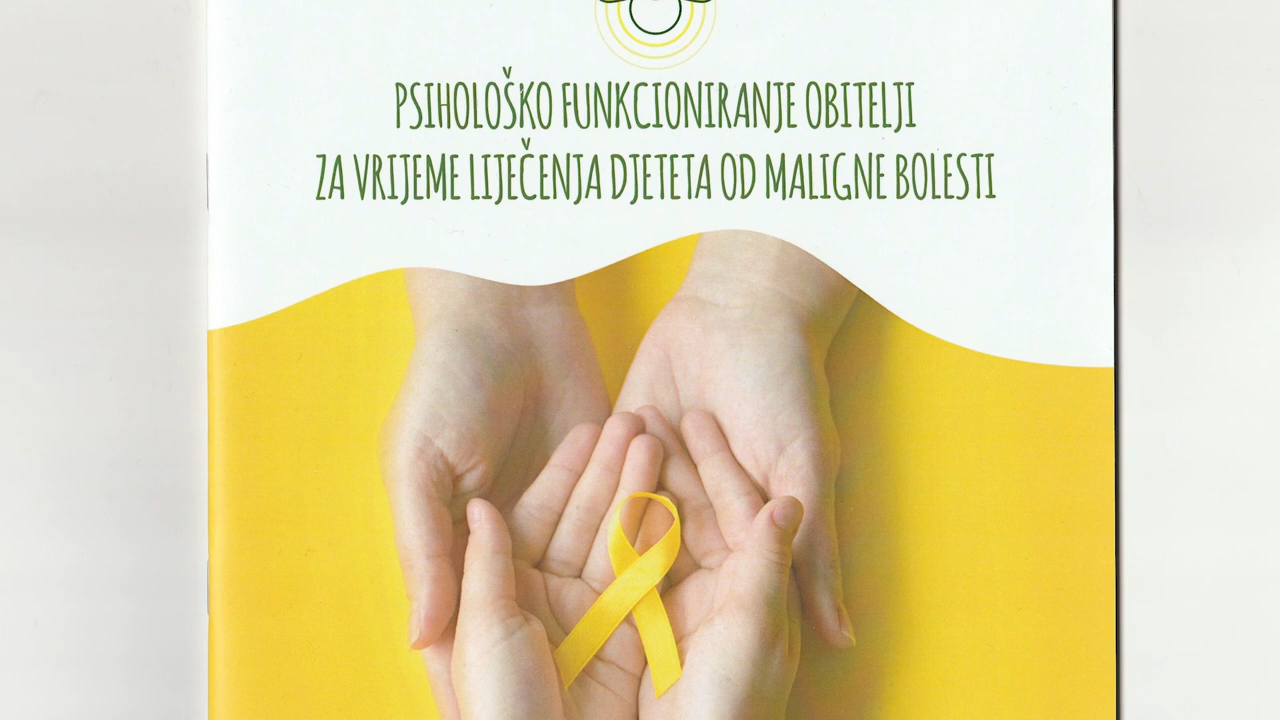 PSIHOLOŠKO FUNKCIONIRANJE OBITELJI
ZA VRIJEME LIJEČENJA DJETETA OD MALIGNE BOLESTI